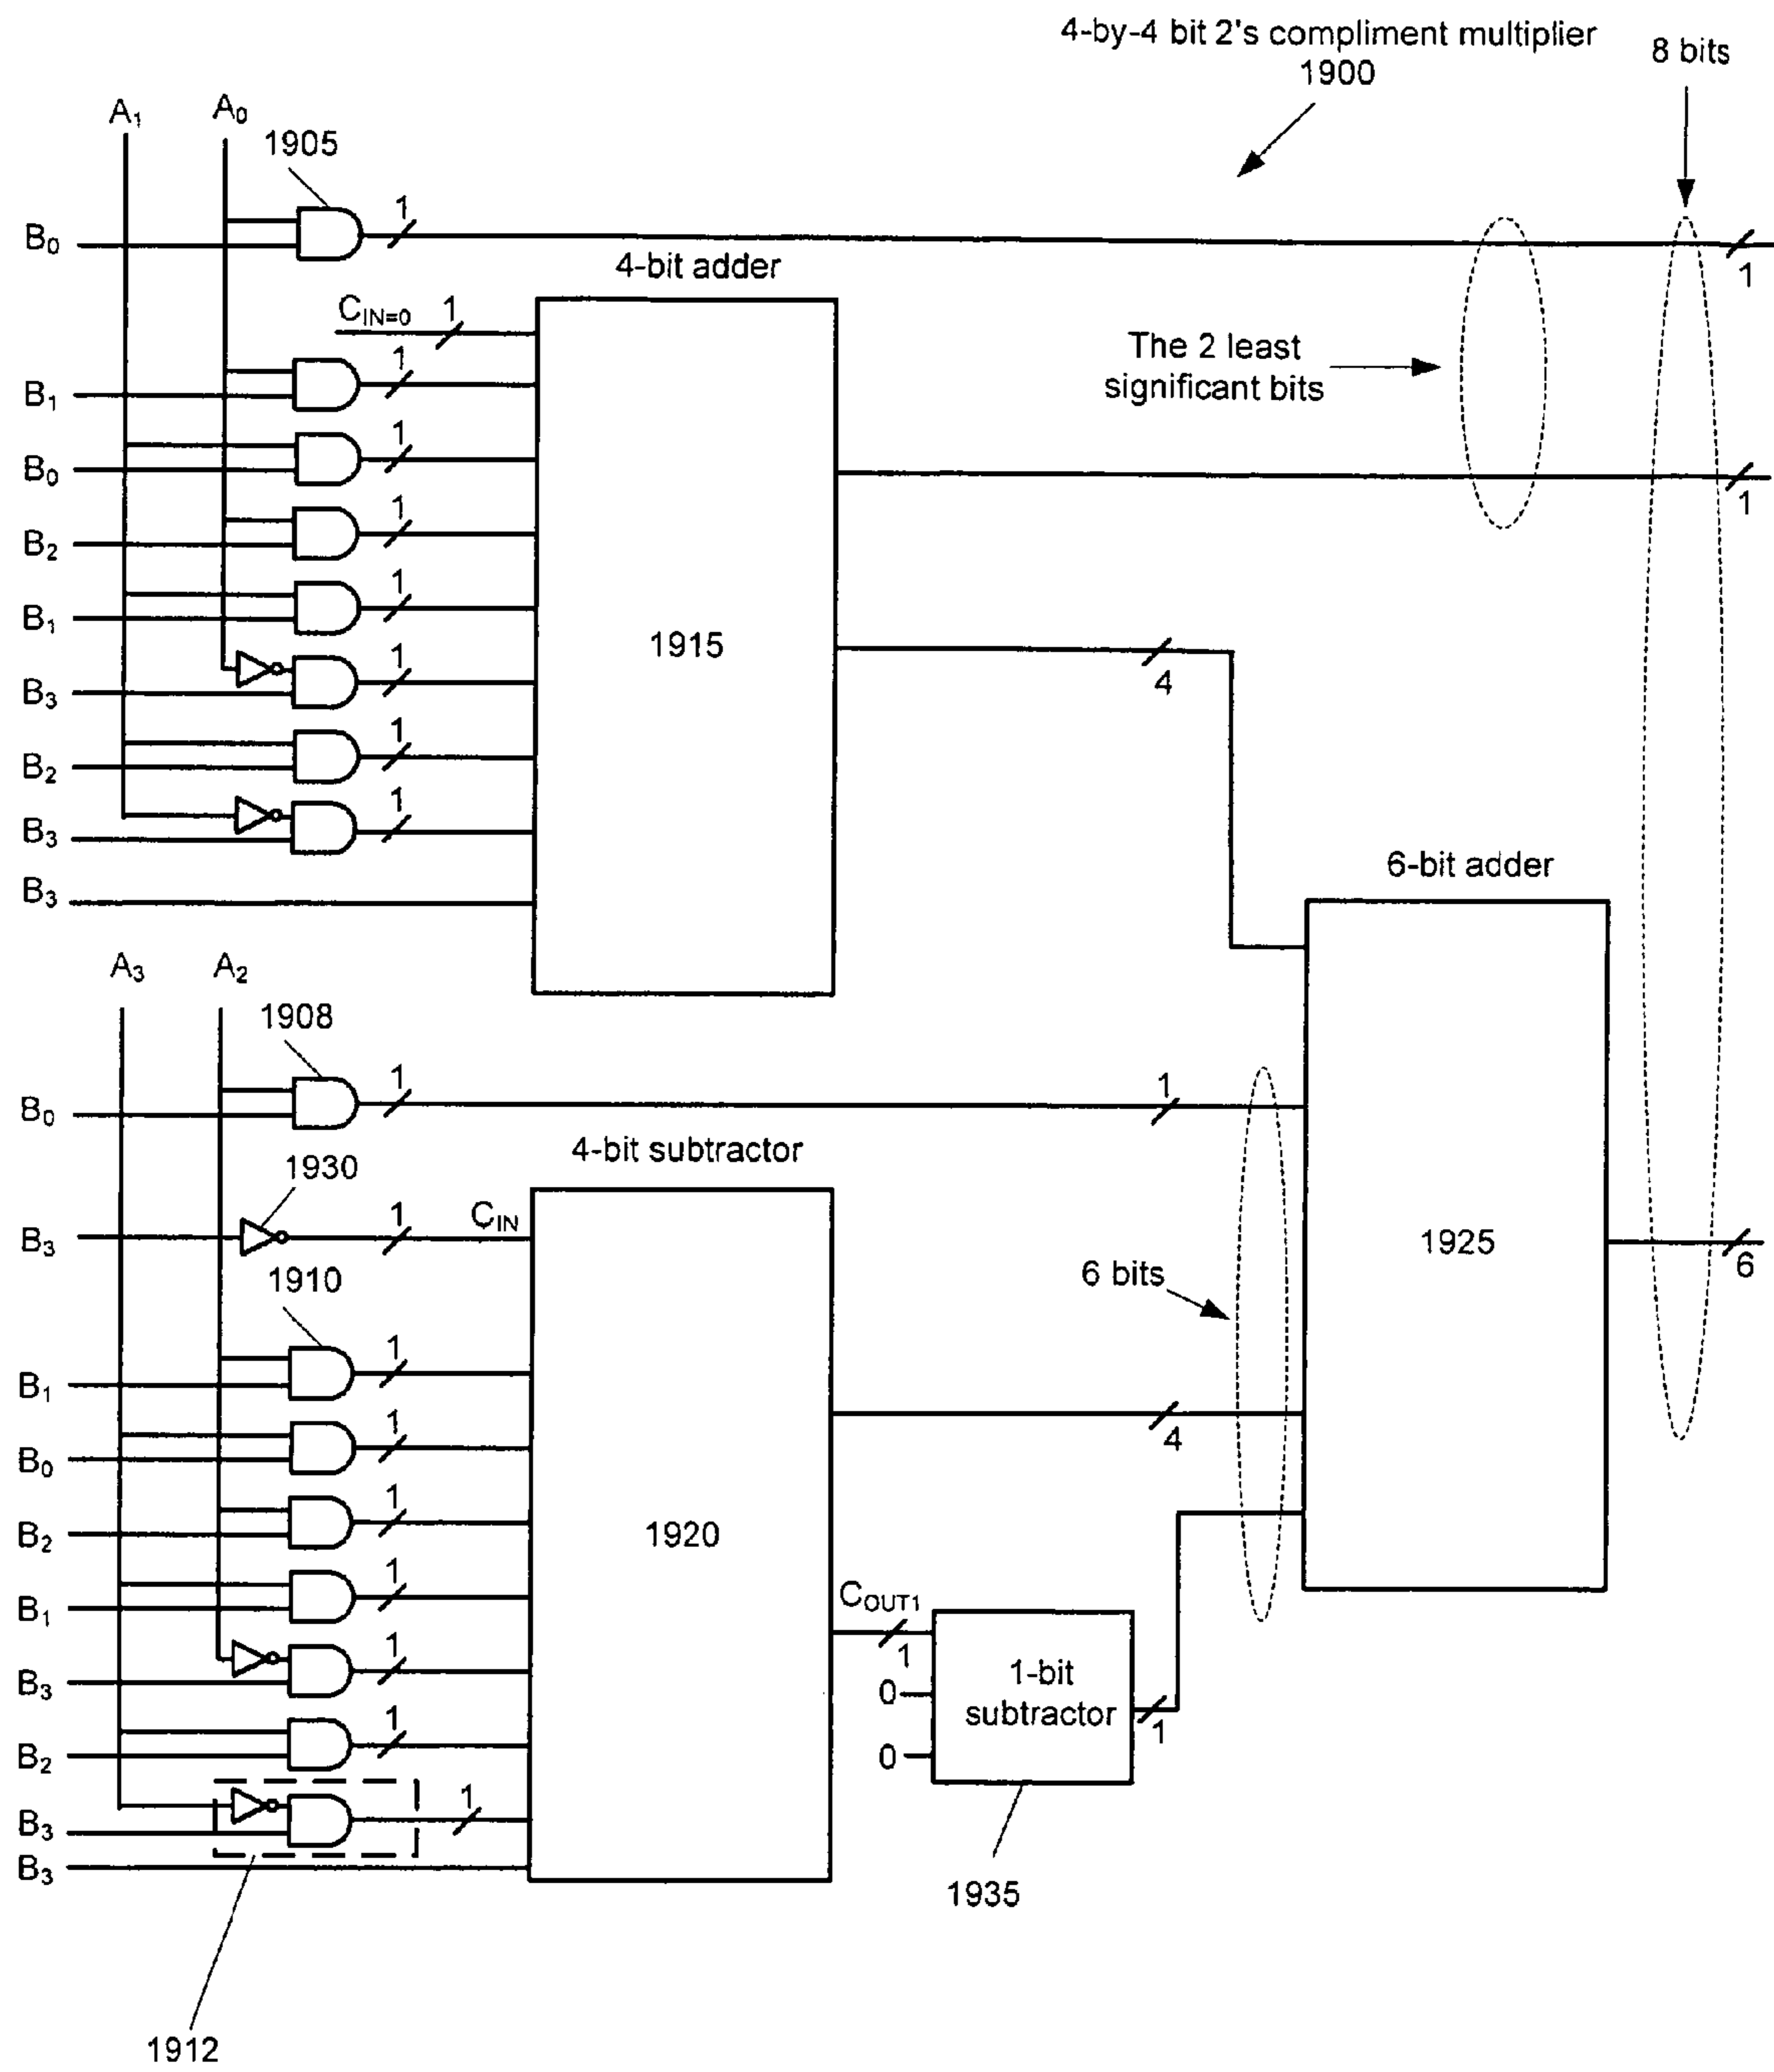 4-by-4 bit 2's compliment multiplier
1900
8 bits
A₁
A₀
1905
1
B₀
1
4-bit adder
C_IN=0
1
1
B₁
The 2 least
significant bits
1
B₀
1
1
B₂
1
B₁
1915
1
B₃
4
1
B₂
1
B₃
6-bit adder
B₃
A₃
A₂
1908
1
1
B₀
4-bit subtractor
1930
1
C_IN
B₃
1925
6
1910
6 bits
1
B₁
4
1
B₀
1
B₂
1920
1
B₁
C_OUT1
1
1
B₃
0
1-bit
subtractor
1
1
B₂
0
1
B₃
B₃
1935
1912